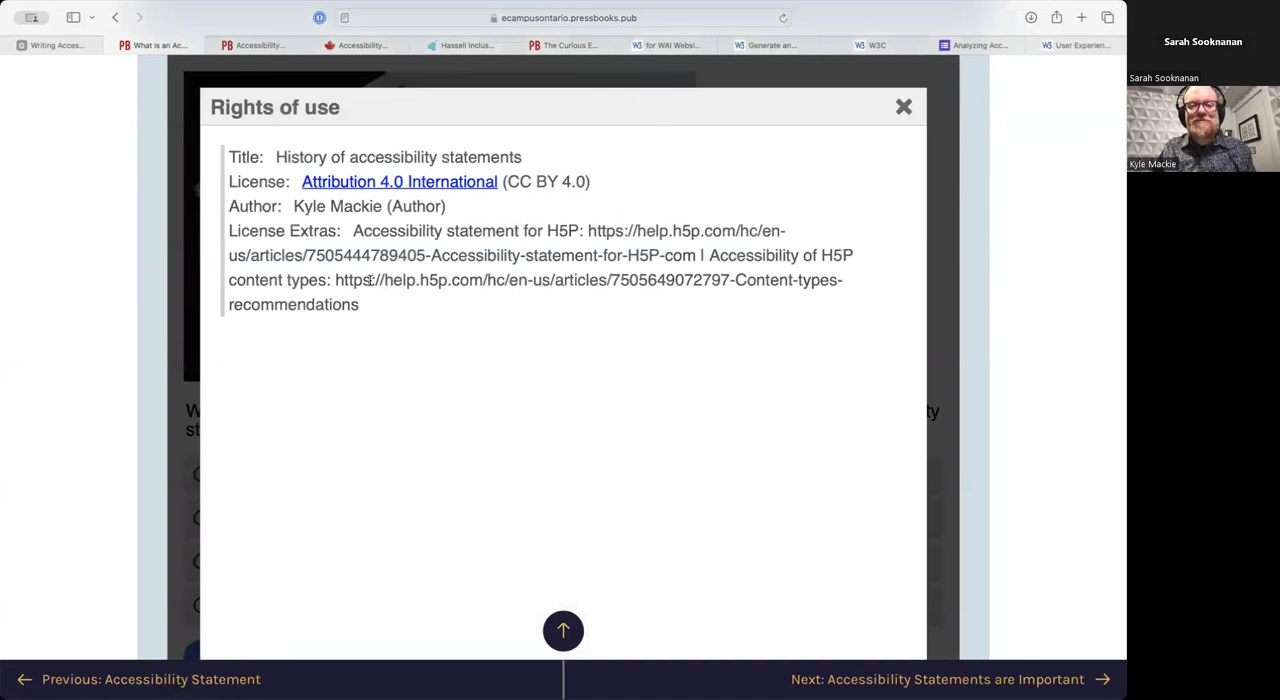 ecampusontario.pressbooks.pub
Sarah Sooknanan
Writing Acces...
What is an Ac...
Accessibility...
Accessibility...
Hassell Inclus...
The Curious E...
for WAI Websi...
Generate an...
W3C
Analyzing Acc...
User Experien...
Sarah Sooknanan
Kyle Mackie
Rights of use
Title: History of accessibility statements
License: Attribution 4.0 International (CC BY 4.0)
Author: Kyle Mackie (Author)
License Extras: Accessibility statement for H5P: https://help.h5p.com/hc/en-
us/articles/7505444789405-Accessibility-statement-for-H5P-com | Accessibility of H5P
content types: https://help.h5p.com/hc/en-us/articles/7505649072797-Content-types-
recommendations
Previous: Accessibility Statement
Next: Accessibility Statements are Important